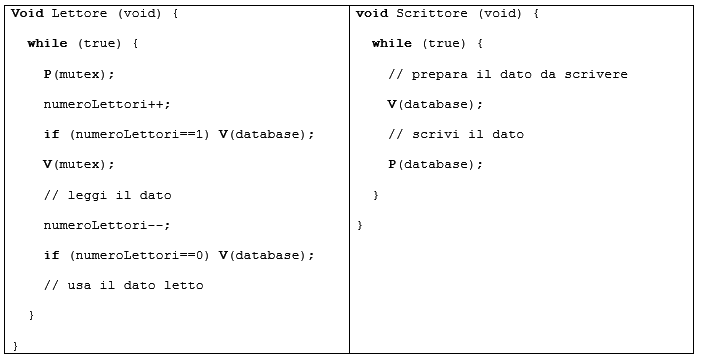 Void Lettore (void) {
while (true) {
P(mutex);
numeroLettori++;
if (numeroLettori==1) V(database);
V(mutex);
// leggi il dato
numeroLettori--;
if (numeroLettori==0) V(database);
// usa il dato letto
}
}
void Scrittore (void) {
while (true) {
// prepara il dato da scrivere
V(database);
// scrivi il dato
P(database);
}
}